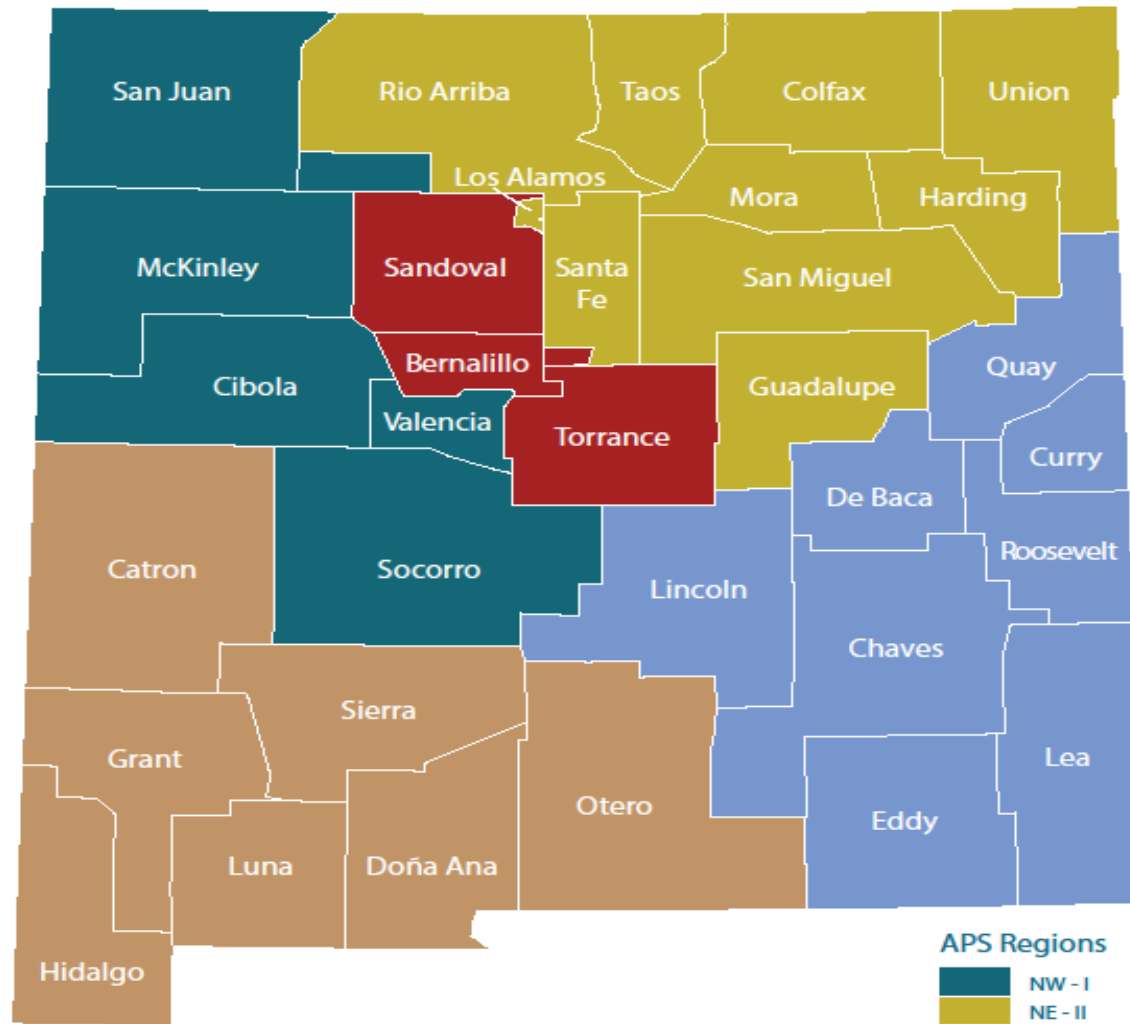 San Juan
Rio Arriba
Taos
Colfax
Union
Los Alamos
Mora
Harding
McKinley
Sandoval
Santa
Fe
San Miguel
Bernalillo
Quay
Cibola
Guadalupe
Valencia
Torrance
Curry
De Baca
Roosevelt
Catron
Socorro
Lincoln
Chaves
Sierra
Grant
Lea
Otero
Eddy
Luna
Doña Ana
Hidalgo
APS Regions
NW - I
NE - II